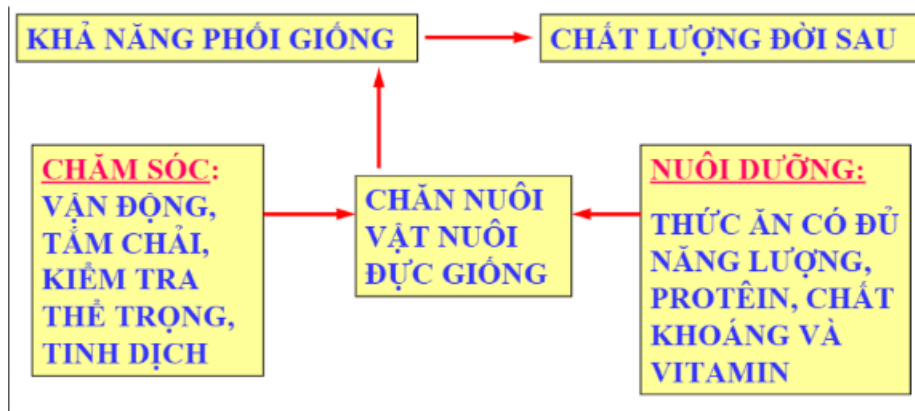 KHẢ NĂNG PHỐI GIỐNG
CHẤT LƯỢNG ĐỜI SAU
CHĂM SÓC:
VẬN ĐỘNG,
TẮM CHẢI,
KIỂM TRA
THỂ TRỌNG,
TINH DỊCH
CHĂN NUÔI
VẬT NUÔI
ĐỰC GIỐNG
NUÔI DƯỠNG:
THỨC ĂN CÓ ĐỦ
NĂNG LƯỢNG,
PROTÊIN, CHẤT
KHOÁNG VÀ
VITAMIN